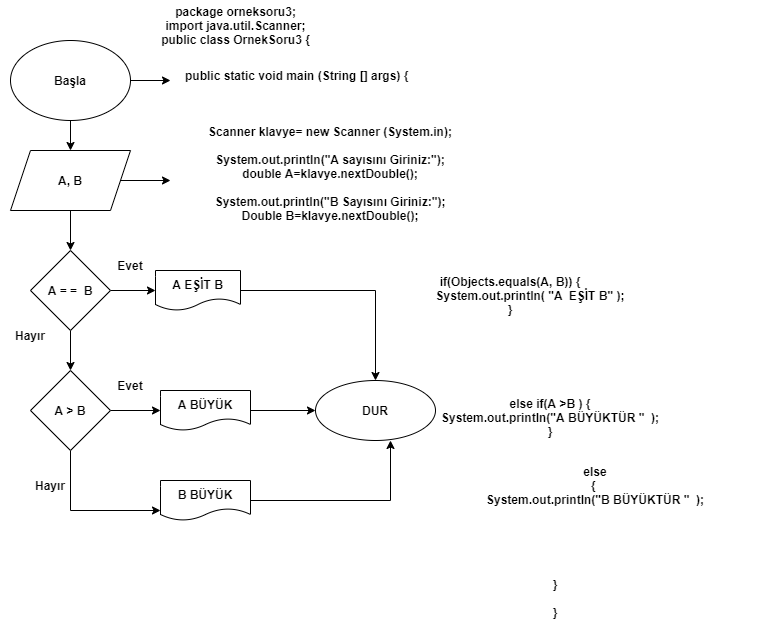 package orneksoru3;
import java.util.Scanner;
public class OrnekSoru3 {
Başla
public static void main (String [] args) {
Scanner klavye= new Scanner (System.in);
System.out.println("A sayısını Giriniz:");
double A=klavye.nextDouble();
A, B
System.out.println("B Sayısını Giriniz:");
Double B=klavye.nextDouble();
Evet
A == B
A EŞİT B
if(Objects.equals(A, B)) {
System.out.println( "A EŞİT B" );
}
Hayır
Evet
A > B
A BÜYÜK
DUR
else if(A >B ) {
System.out.println("A BÜYÜKTÜR " );
}
Hayır
B BÜYÜK
else
{
System.out.println("B BÜYÜKTÜR " );
}
}